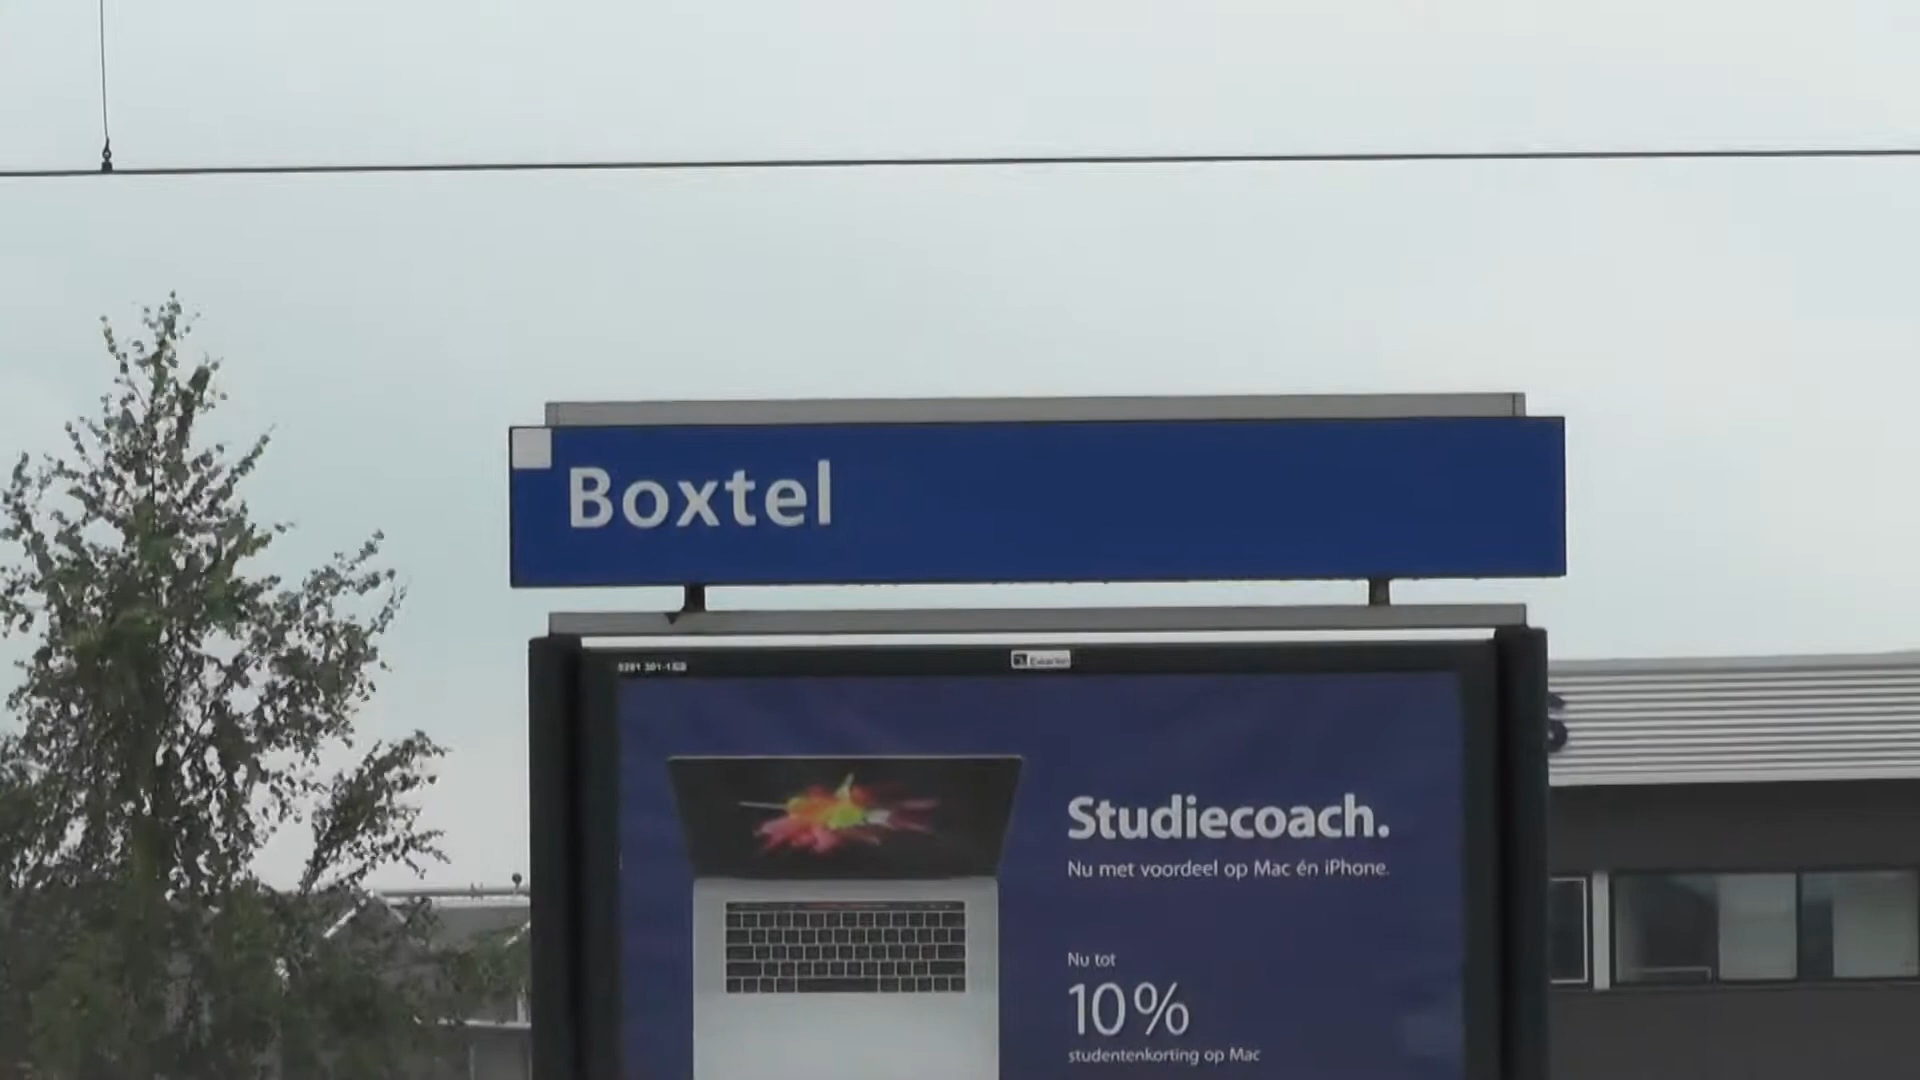 Boxtel
Studiecoach.
Nu met voordeel op Mac én iPhone.
Nu tot
10%
studentenkorting op Mac